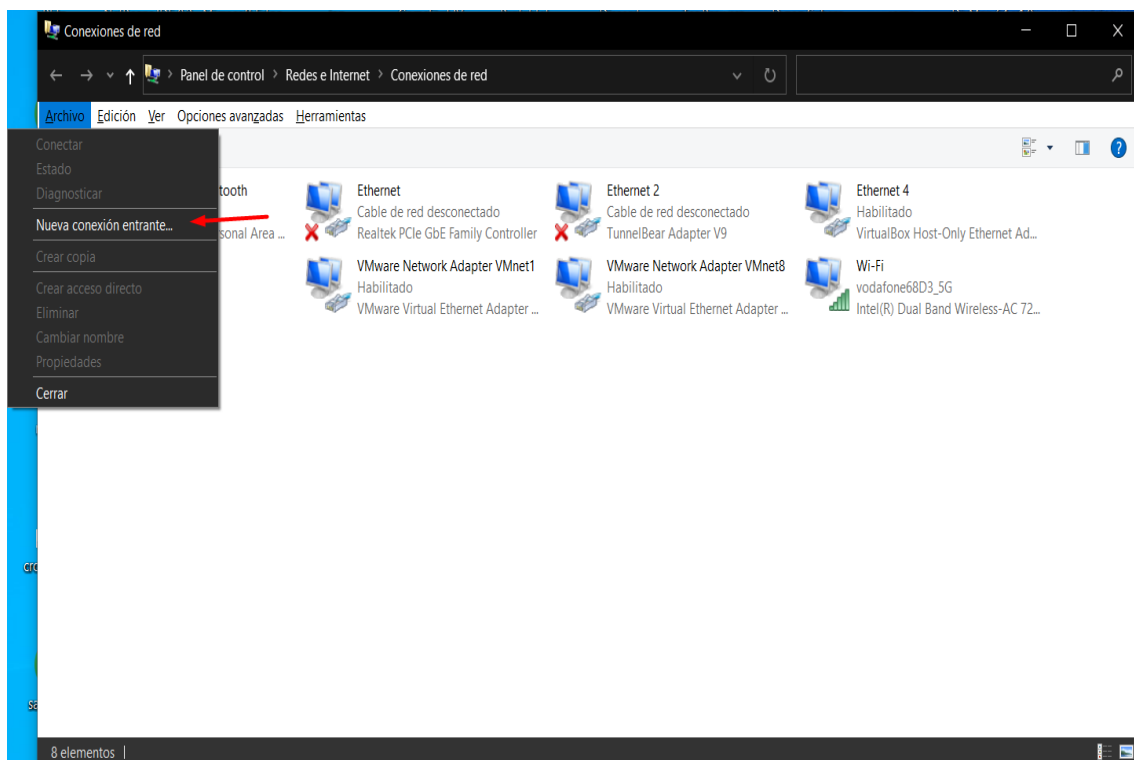 Conexiones de red
Panel de control > Redes e Internet > Conexiones de red
Archivo Edición Ver Opciones avanzadas Herramientas
Conectar
Estado
Diagnosticar
Nueva conexión entrante...
Crear copia
Crear acceso directo
Eliminar
Cambiar nombre
Propiedades
Cerrar
tooth
sonal Area ...
Ethernet
Cable de red desconectado
Realtek PCIe GbE Family Controller
Ethernet 2
Cable de red desconectado
TunnelBear Adapter V9
Ethernet 4
Habilitado
VirtualBox Host-Only Ethernet Ad...
VMware Network Adapter VMnet1
Habilitado
VMware Virtual Ethernet Adapter ...
VMware Network Adapter VMnet8
Habilitado
VMware Virtual Ethernet Adapter ...
Wi-Fi
vodafone68D3_5G
Intel(R) Dual Band Wireless-AC 72...
cro
sa
8 elementos